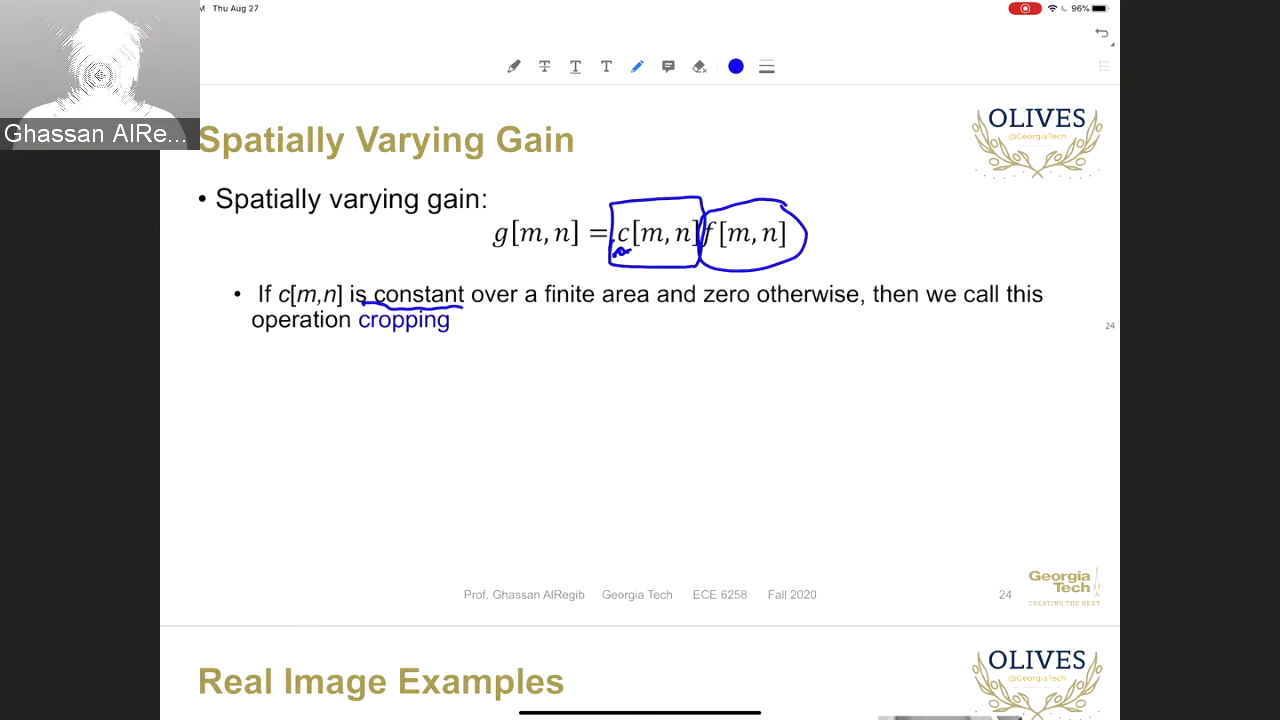 M Thu Aug 27
96%
Ghassan AlRe...
Spatially Varying Gain
OLIVES
@GeorgiaTech
• Spatially varying gain:
g[m, n] = c[m, n]f[m, n]
• If c[m,n] is constant over a finite area and zero otherwise, then we call this
operation cropping
24
Prof. Ghassan AlRegib Georgia Tech ECE 6258 Fall 2020 24
Georgia
Tech
CREATING THE NEXT
Real Image Examples
OLIVES
@GeorgiaTech